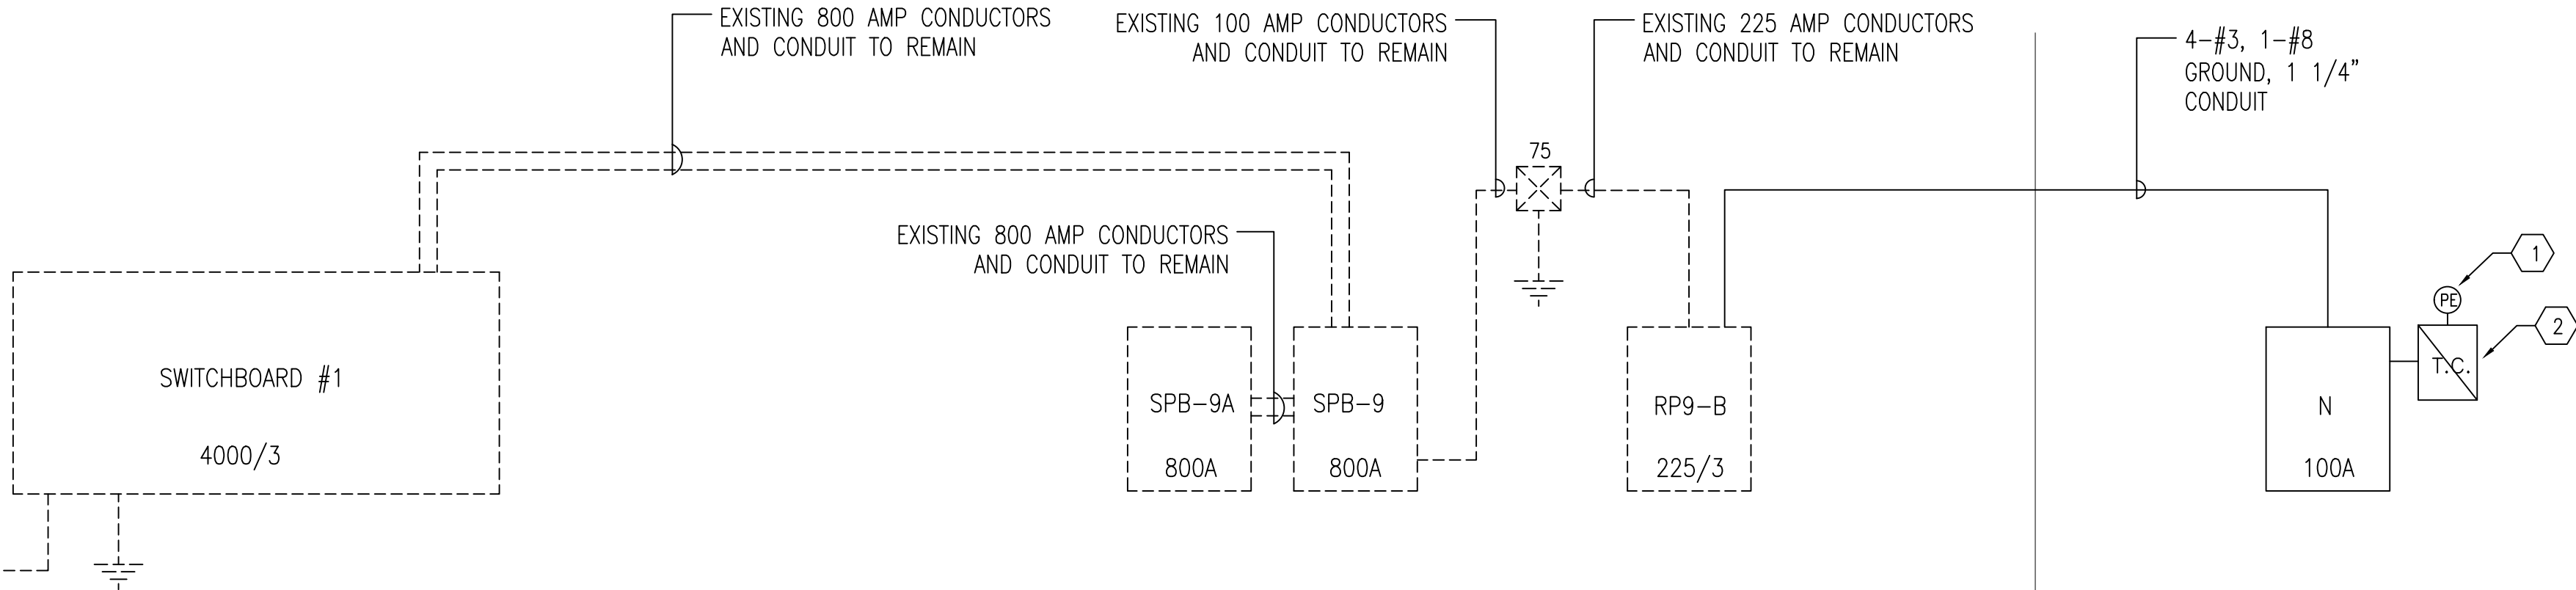 EXISTING 800 AMP CONDUCTORS
AND CONDUIT TO REMAIN
EXISTING 100 AMP CONDUCTORS
AND CONDUIT TO REMAIN
EXISTING 225 AMP CONDUCTORS
AND CONDUIT TO REMAIN
4-#3, 1-#8
GROUND, 1 1/4"
CONDUIT
75
EXISTING 800 AMP CONDUCTORS
AND CONDUIT TO REMAIN
1
PE
2
T.C.
SWITCHBOARD #1
4000/3
SPB-9A
800A
SPB-9
800A
RP9-B
225/3
N
100A